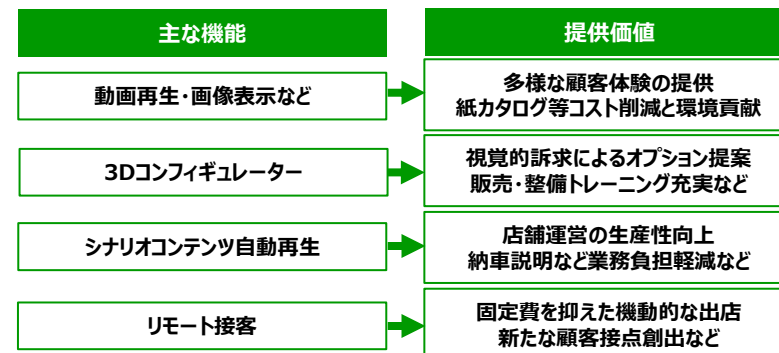 主な機能
提供価値
動画再生・画像表示など
多様な顧客体験の提供
紙カタログ等コスト削減と環境貢献
3Dコンフィギュレーター
視覚的訴求によるオプション提案
販売・整備トレーニング充実など
シナリオコンテンツ自動再生
店舗運営の生産性向上
納車説明など業務負担軽減など
リモート接客
固定費を抑えた機動的な出店
新たな顧客接点創出など